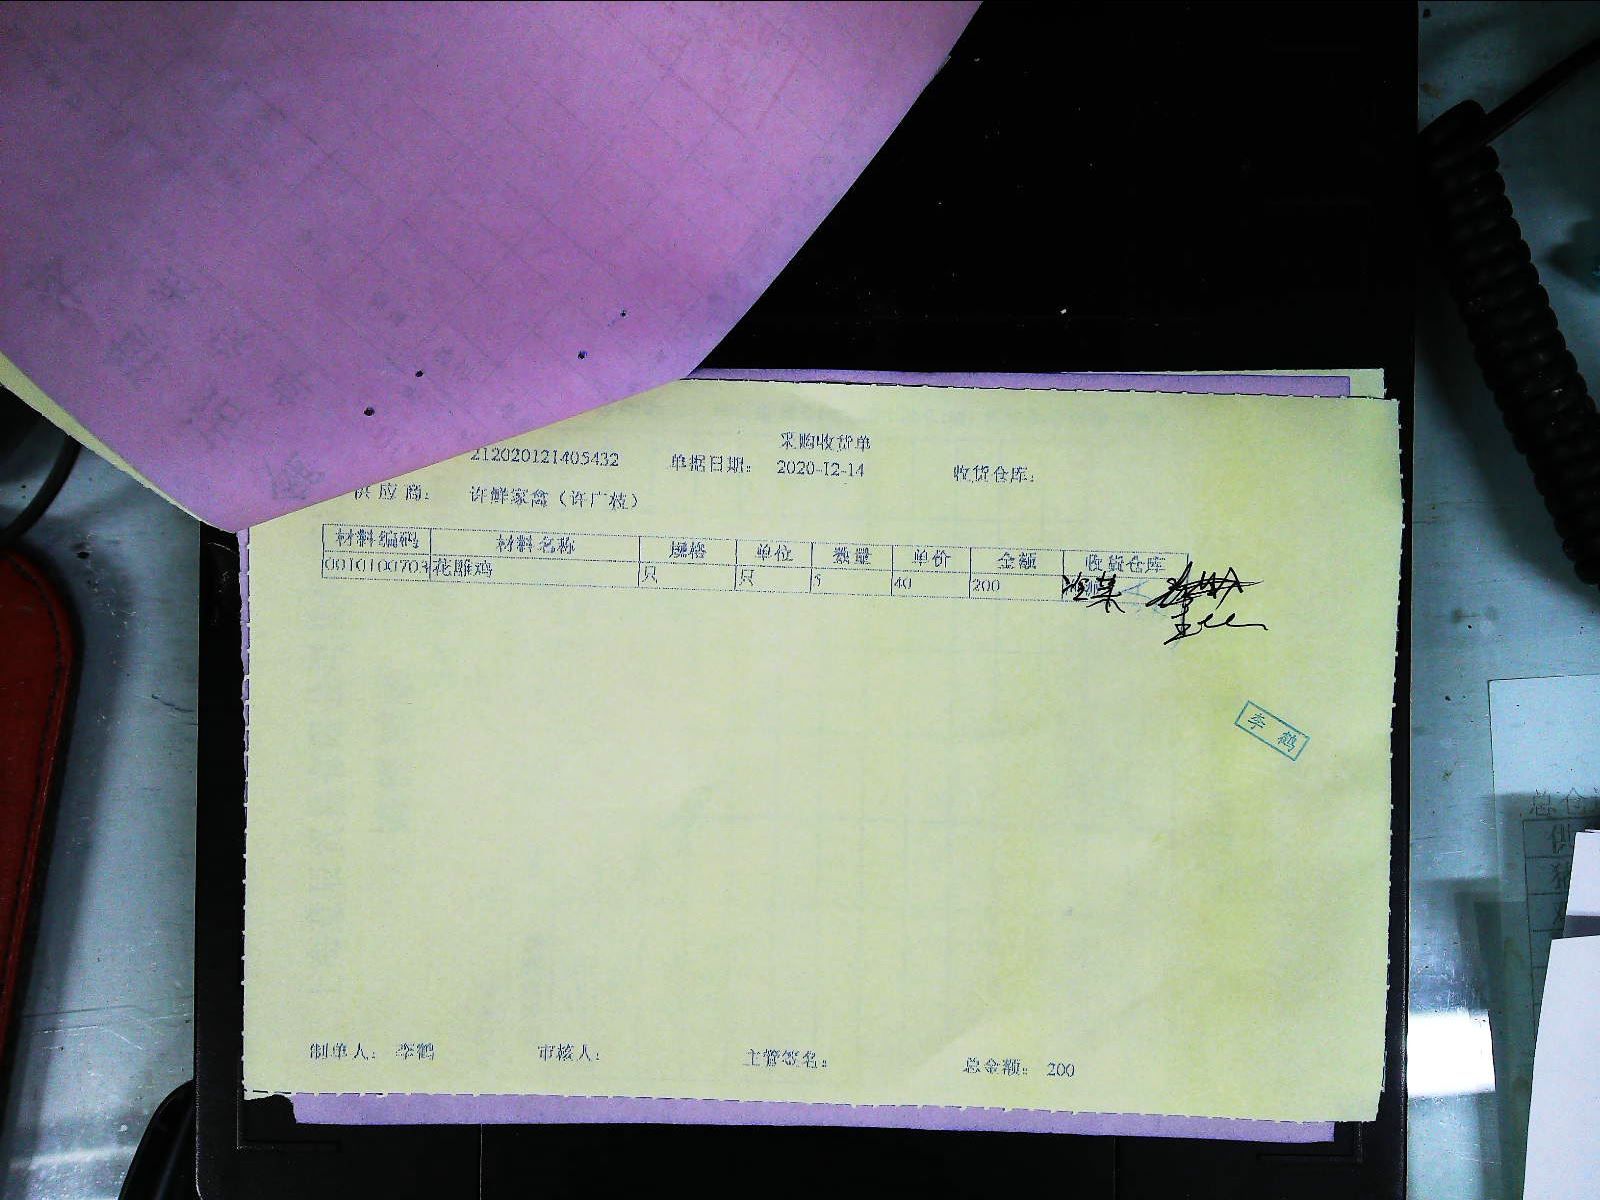 采购收货单
212020121405432 单据日期： 2020-12-14 收货仓库：
供应商： 许鲜家禽（许广枝）
材料编码 材料名称 规格 单位 数量 单价 金额 收货仓库
0010100703 花雕鸡 只 只 5 40 200
冷菜
李鹤
制单人： 李鹤 审核人： 主管签名： 总金额： 200